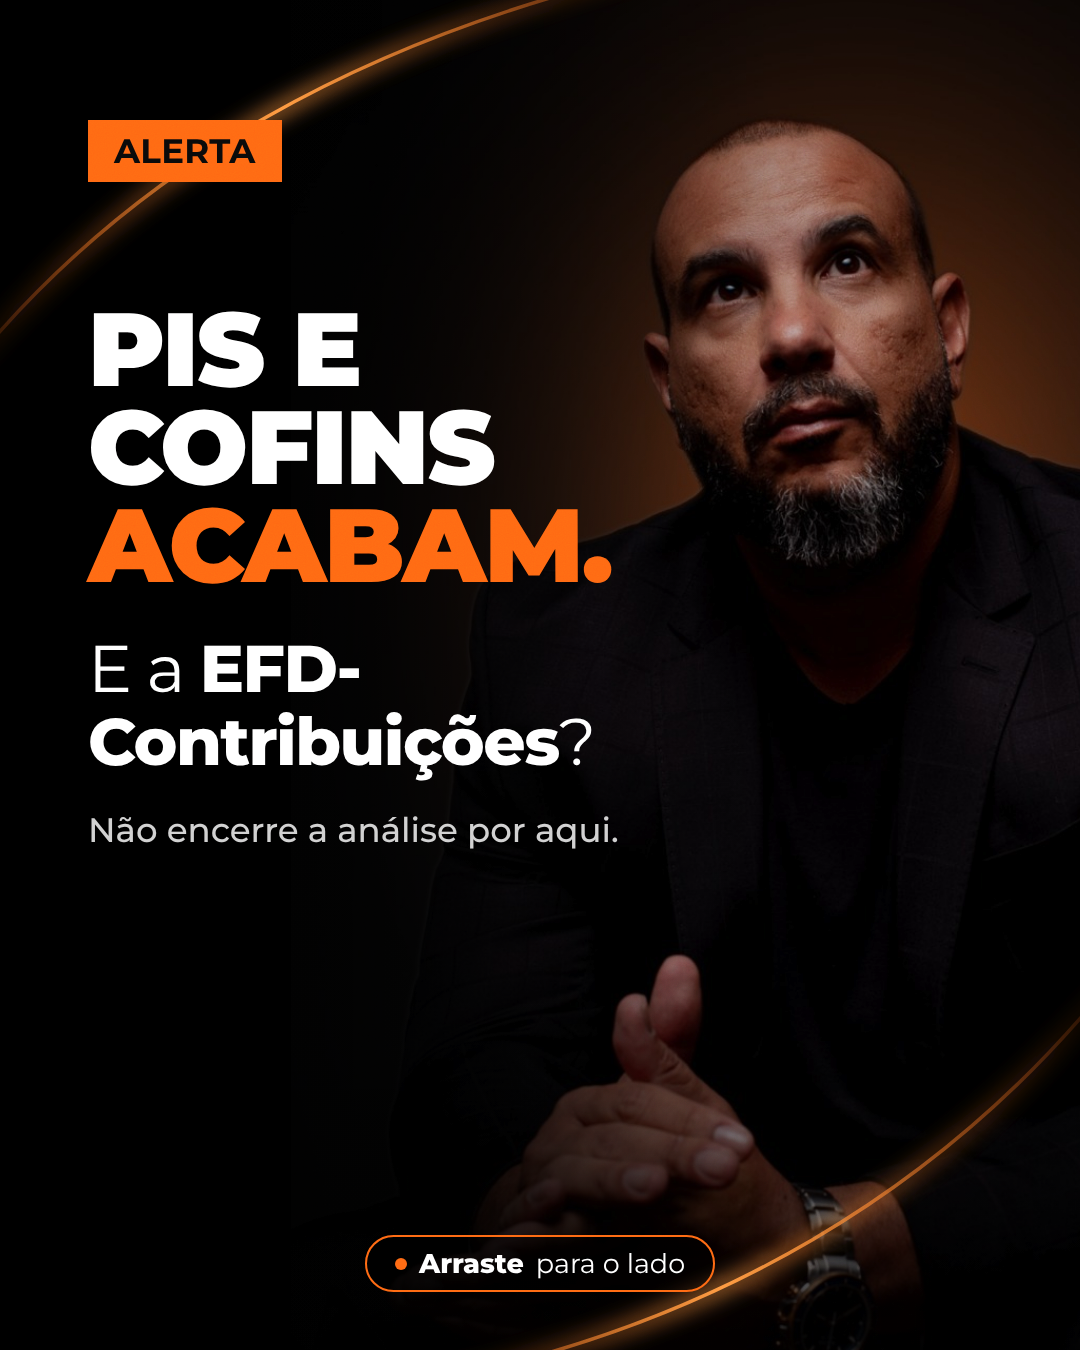 ALERTA
PIS E
COFINS
ACABAM.
E a EFD-
Contribuições?
Não encerre a análise por aqui.
Arraste para o lado